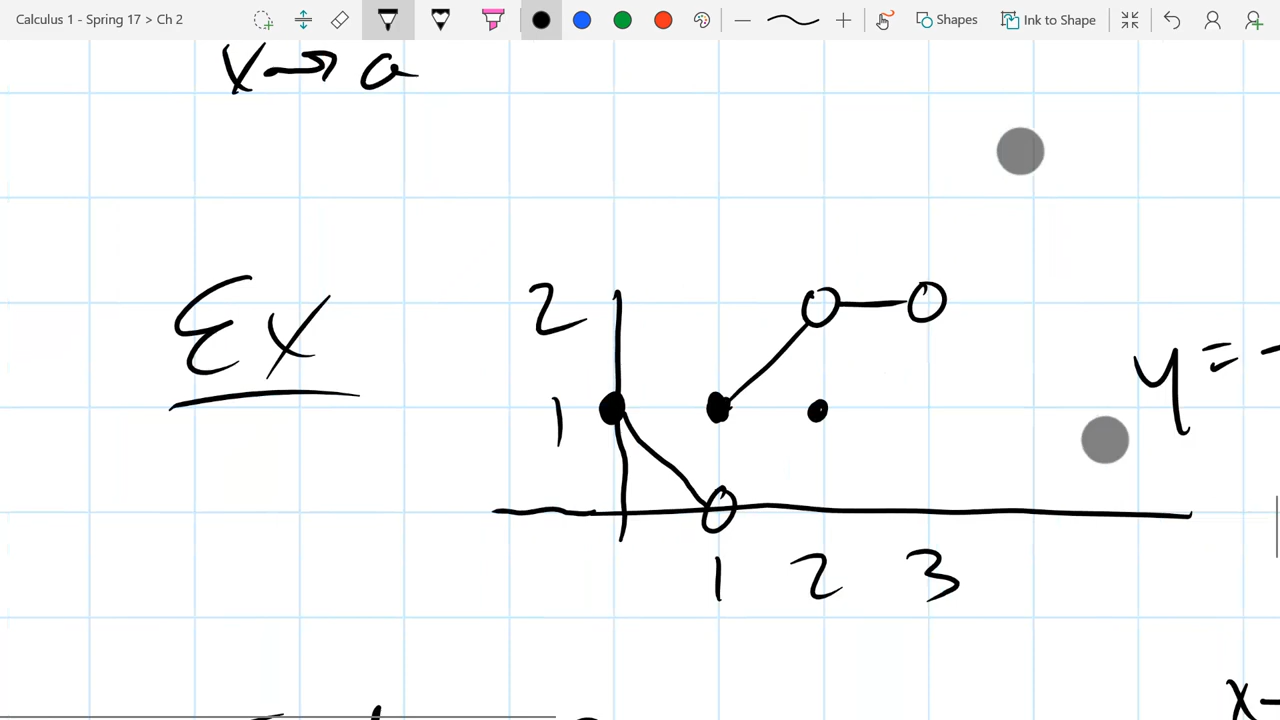 Calculus 1 - Spring 17 > Ch 2
Shapes
Ink to Shape
x → a
Ex
2
1
y =
1 2 3
x